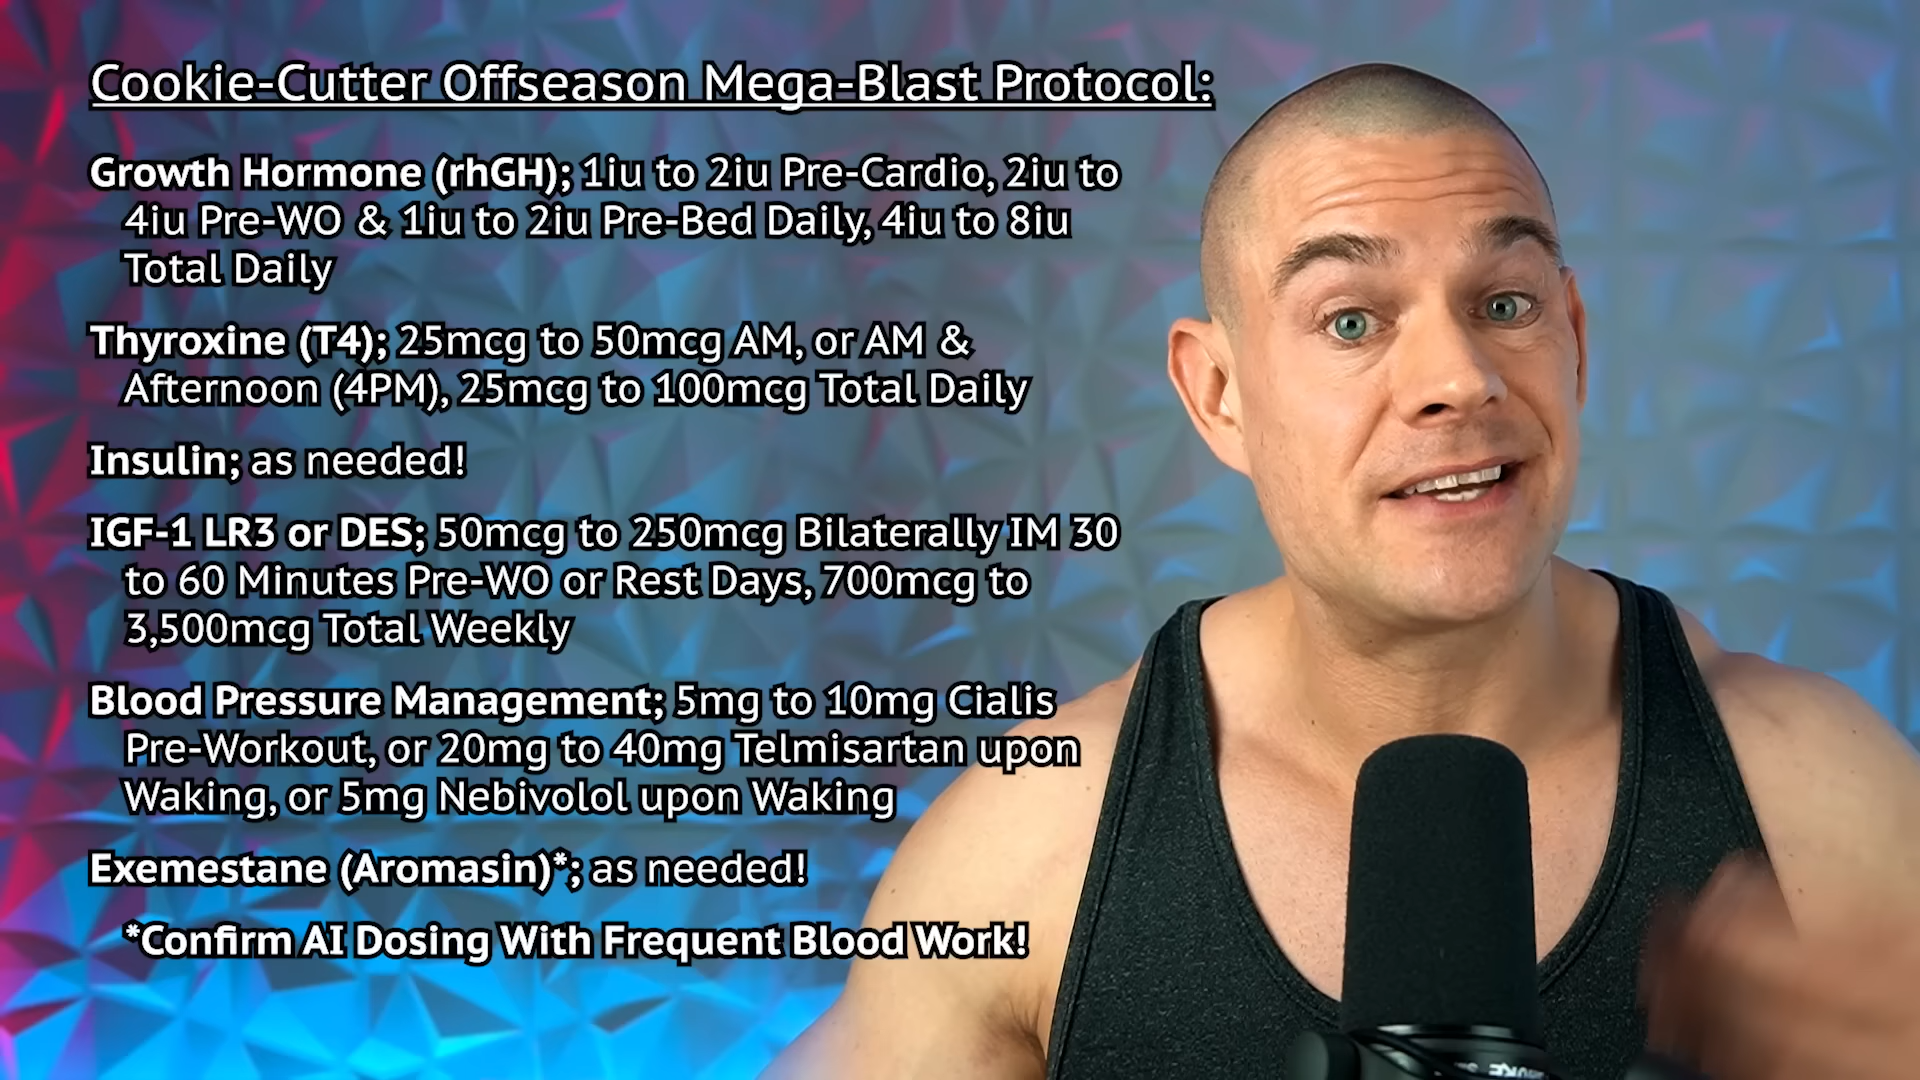 Cookie-Cutter Offseason Mega-Blast Protocol:
Growth Hormone (rhGH); 1iu to 2iu Pre-Cardio, 2iu to
4iu Pre-WO & 1iu to 2iu Pre-Bed Daily, 4iu to 8iu
Total Daily
Thyroxine (T4); 25mcg to 50mcg AM, or AM &
Afternoon (4PM), 25mcg to 100mcg Total Daily
Insulin; as needed!
IGF-1 LR3 or DES; 50mcg to 250mcg Bilaterally IM 30
to 60 Minutes Pre-WO or Rest Days, 700mcg to
3,500mcg Total Weekly
Blood Pressure Management; 5mg to 10mg Cialis
Pre-Workout, or 20mg to 40mg Telmisartan upon
Waking, or 5mg Nebivolol upon Waking
Exemestane (Aromasin)*; as needed!
*Confirm AI Dosing With Frequent Blood Work!